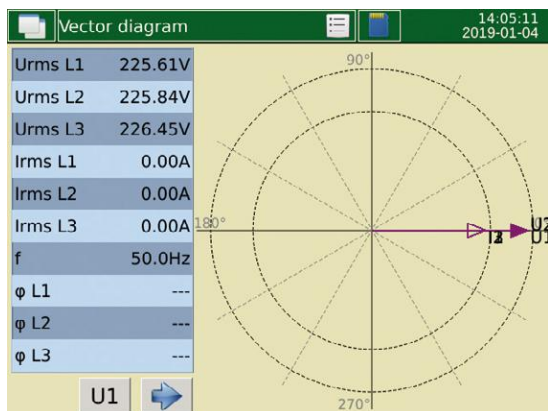 Vector diagram
14:05:11
2019-01-04
Urms L1 225.61V
Urms L2 225.84V
Urms L3 226.45V
Irms L1 0.00A
Irms L2 0.00A
Irms L3 0.00A
f 50.0Hz
φ L1 ---
φ L2 ---
φ L3 ---
U1
90°
180°
U2
U1
270°